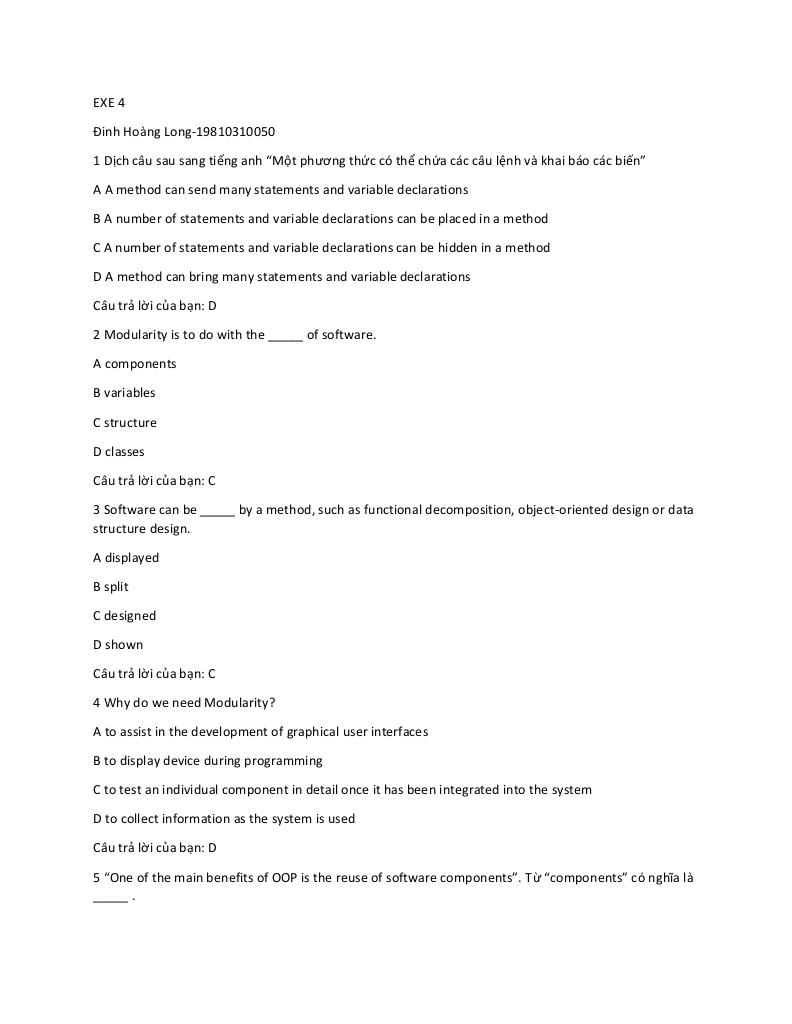 EXE 4
Đinh Hoàng Long-19810310050
1 Dịch câu sau sang tiếng anh “Một phương thức có thể chứa các câu lệnh và khai báo các biến”
A A method can send many statements and variable declarations
B A number of statements and variable declarations can be placed in a method
C A number of statements and variable declarations can be hidden in a method
D A method can bring many statements and variable declarations
Câu trả lời của bạn: D
2 Modularity is to do with the _____ of software.
A components
B variables
C structure
D classes
Câu trả lời của bạn: C
3 Software can be _____ by a method, such as functional decomposition, object-oriented design or data
structure design.
A displayed
B split
C designed
D shown
Câu trả lời của bạn: C
4 Why do we need Modularity?
A to assist in the development of graphical user interfaces
B to display device during programming
C to test an individual component in detail once it has been integrated into the system
D to collect information as the system is used
Câu trả lời của bạn: D
5 “One of the main benefits of OOP is the reuse of software components”. Từ “components” có nghĩa là
_____ .